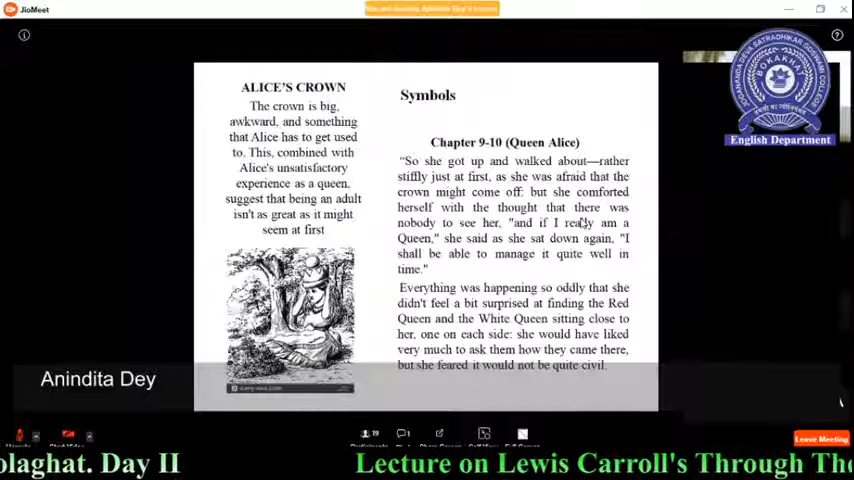 JioMeet
ALICE'S CROWN
The crown is big,
awkward, and something
that Alice has to get used
to. This, combined with
Alice's unsatisfactory
experience as a queen,
suggest that being an adult
isn't as great as it might
seem at first
Symbols
Chapter 9-10 (Queen Alice)
"So she got up and walked about—rather
stiffly just at first, as she was afraid that the
crown might come off: but she comforted
herself with the thought that there was
nobody to see her, "and if I really am a
Queen," she said as she sat down again, "I
shall be able to manage it quite well in
time."
Everything was happening so oddly that she
didn't feel a bit surprised at finding the Red
Queen and the White Queen sitting close to
her, one on each side: she would have liked
very much to ask them how they came there,
but she feared it would not be quite civil.
JOGANANDA DEVA SATRADHIKAR GOSWAMI COLLEGE
BOKAKHAT
English Department
Anindita Dey
19
1
Leave Meeting
olaghat. Day II
Lecture on Lewis Carroll's Through The